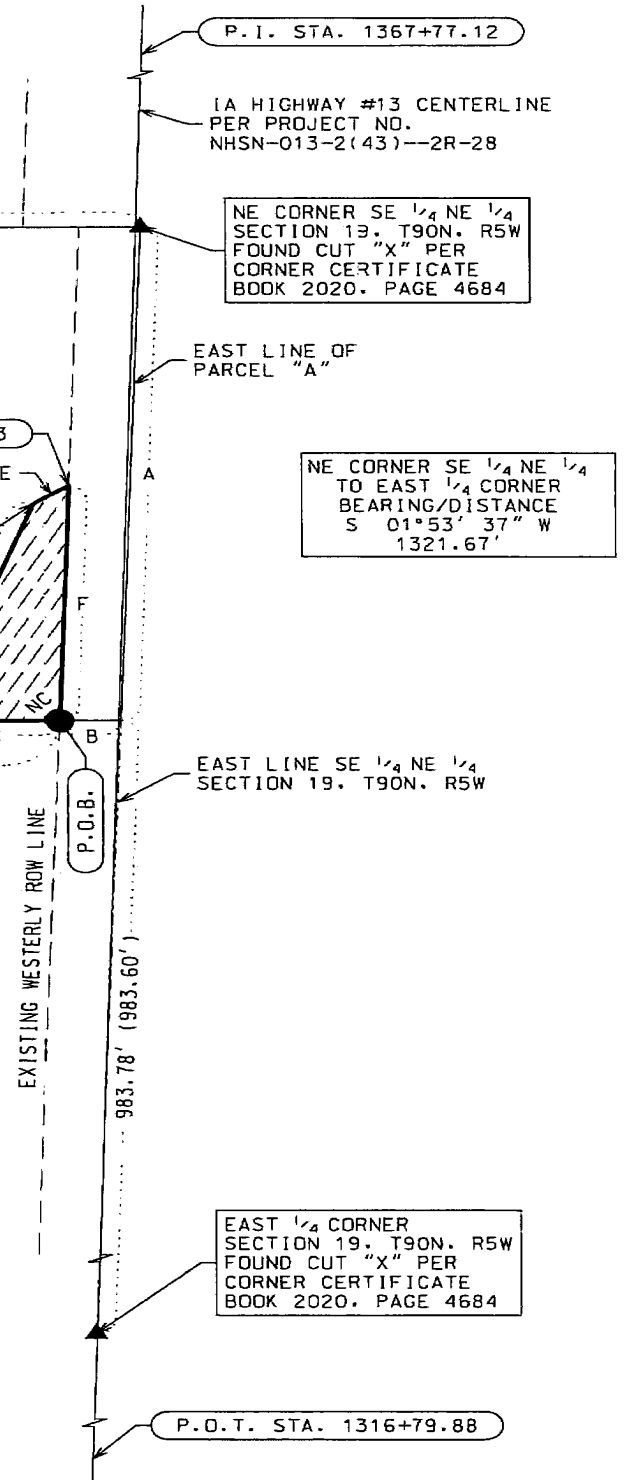 P.I. STA. 1367+77.12
IA HIGHWAY #13 CENTERLINE
PER PROJECT NO.
NHSN-013-2(43)--2R-28
NE CORNER SE 1/4 NE 1/4
SECTION 19. T90N. R5W
FOUND CUT "X" PER
CORNER CERTIFICATE
BOOK 2020. PAGE 4684
EAST LINE OF
PARCEL "A"
3
E
A
NE CORNER SE 1/4 NE 1/4
TO EAST 1/4 CORNER
BEARING/DISTANCE
S 01°53' 37" W
1321.67'
F
NC
B
P.O.B.
EAST LINE SE 1/4 NE 1/4
SECTION 19. T90N. R5W
EXISTING WESTERLY ROW LINE
983.78' (983.60')
EAST 1/4 CORNER
SECTION 19. T90N. R5W
FOUND CUT "X" PER
CORNER CERTIFICATE
BOOK 2020. PAGE 4684
P.O.T. STA. 1316+79.88